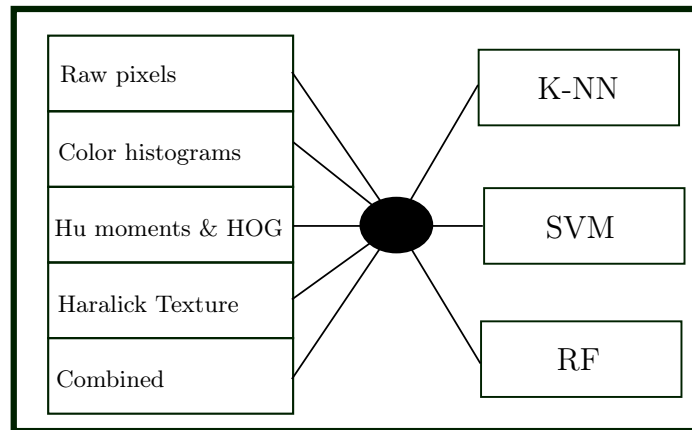 Raw pixels
Color histograms
Hu moments & HOG
Haralick Texture
Combined
K-NN
SVM
RF